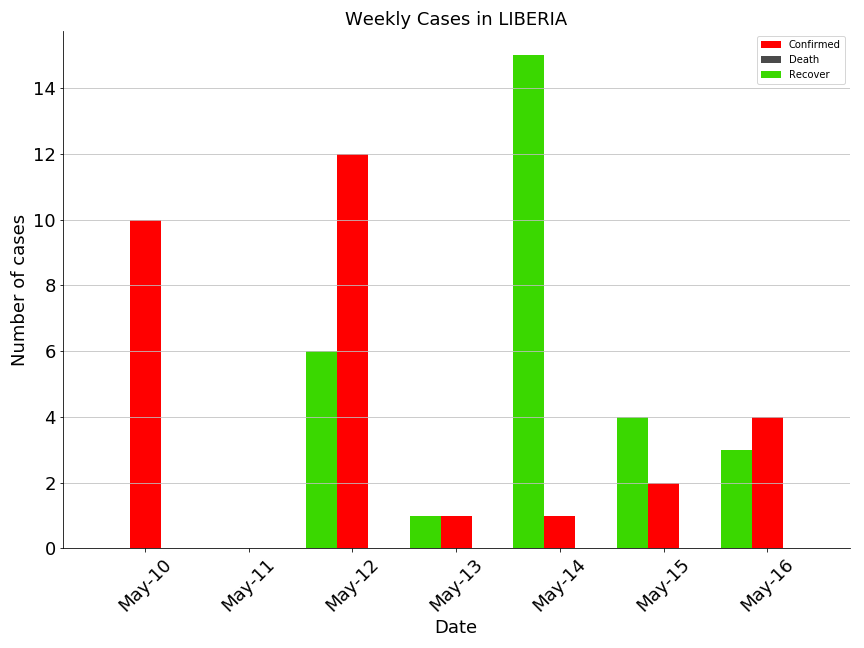 Weekly Cases in LIBERIA
Confirmed
Death
Recover
Number of cases
14
12
10
8
6
4
2
0
May-10
May-11
May-12
May-13
May-14
May-15
May-16
Date